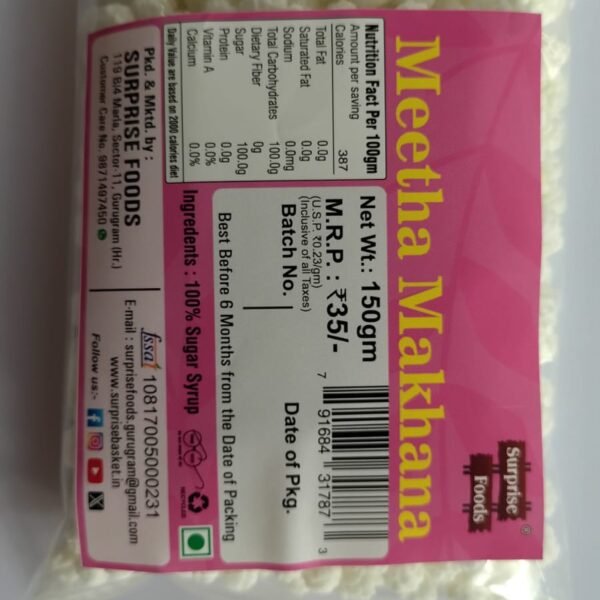 Meetha Makhana
Surprise
Foods
®
Nutrition Fact Per 100gm
Amount per saving
Calories 387
Total Fat 0.0g
Saturated Fat 0.0g
Sodium 0.0mg
Total Carbohydrates 100.0g
Dietary Fiber 0g
Sugar 100.0g
Protein 0.0g
Vitamin A 0.0%
Calcium 0.0%
Daily Value are based on 2000 calories diet
Net Wt.: 150gm
M.R.P. : ₹35/-
(U.S.P. ₹0.23/gm)
(Inclusive of all Taxes)
Batch No.
Date of Pkg.
7 91684 31787 3
Best Before 6 Months from the Date of Packing
Ingredients : 100% Sugar Syrup
RECYCLED
Pkd. & Mktd. by :
SURPRISE FOODS
119 B/4 Marla, Sector-11, Gurugram (Hr.)
Customer Care No. 9871497450
fssai 10817005000231
E-mail : surprisefoods.gurugram@gmail.com
www.surprisebasket.in
Follow us:-